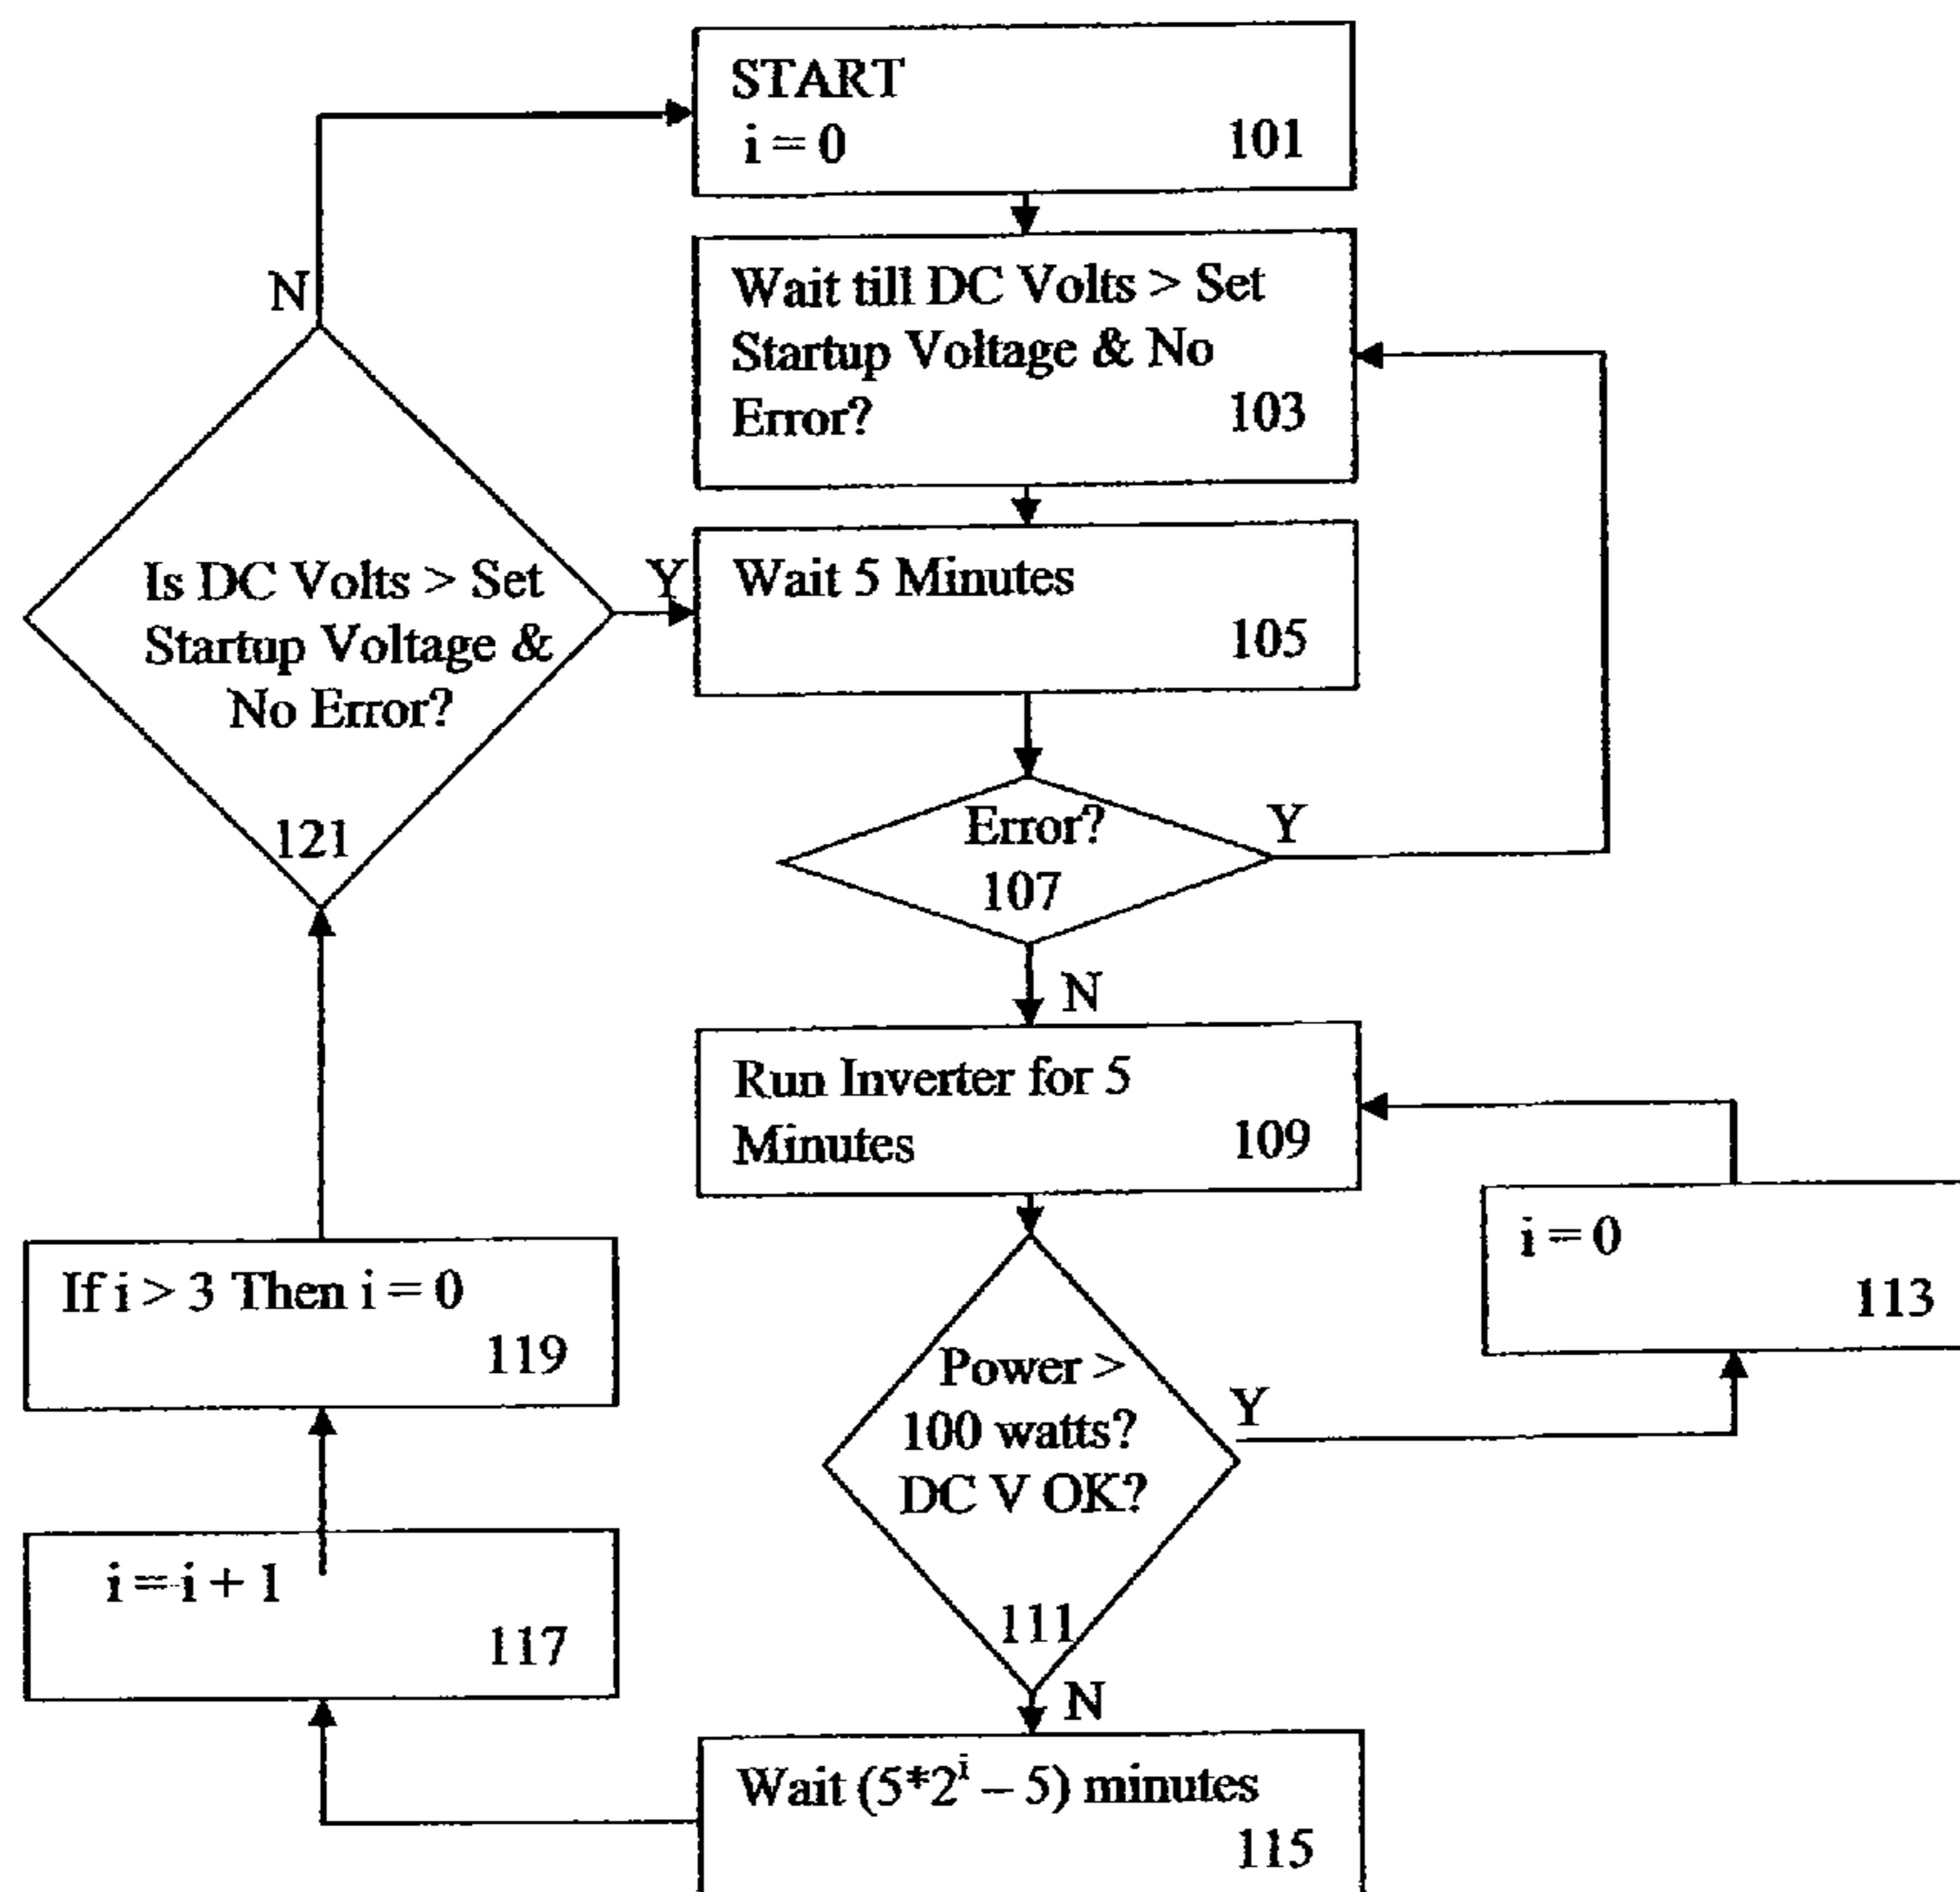 START
i = 0
101
Wait till DC Volts > Set
Startup Voltage & No
Error?
103
N
Is DC Volts > Set
Startup Voltage &
No Error?
121
Y
Wait 5 Minutes
105
Error?
107
Y
N
Run Inverter for 5
Minutes
109
i = 0
113
If i > 3 Then i = 0
119
Power >
100 watts?
DC V OK?
111
Y
N
i = i + 1
117
Wait (5*2^i – 5) minutes
115